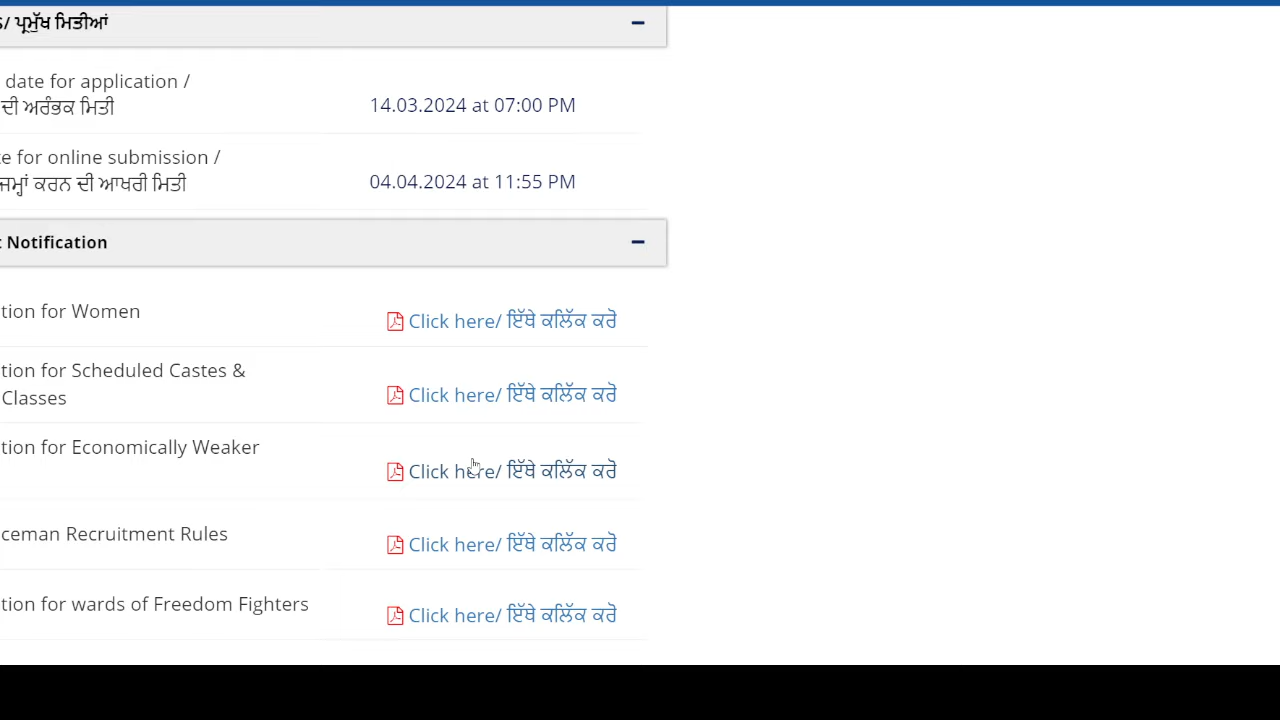 S/ ਪ੍ਰਮੁੱਖ ਮਿਤੀਆਂ
date for application /
ਦੀ ਅਰੰਭਕ ਮਿਤੀ
14.03.2024 at 07:00 PM
te for online submission /
ਜਮ੍ਹਾਂ ਕਰਨ ਦੀ ਆਖਰੀ ਮਿਤੀ
04.04.2024 at 11:55 PM
t Notification
tion for Women
Click here/ ਇੱਥੇ ਕਲਿੱਕ ਕਰੋ
tion for Scheduled Castes &
Classes
Click here/ ਇੱਥੇ ਕਲਿੱਕ ਕਰੋ
tion for Economically Weaker
Click here/ ਇੱਥੇ ਕਲਿੱਕ ਕਰੋ
ceman Recruitment Rules
Click here/ ਇੱਥੇ ਕਲਿੱਕ ਕਰੋ
tion for wards of Freedom Fighters
Click here/ ਇੱਥੇ ਕਲਿੱਕ ਕਰੋ